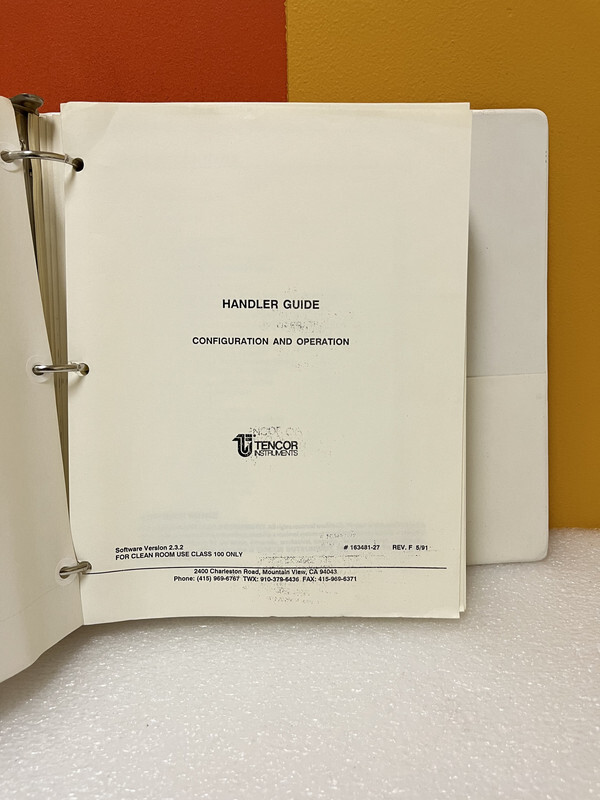 HANDLER GUIDE
CONFIGURATION AND OPERATION
TENCOR
INSTRUMENTS
Software Version 2.3.2
# 163481-27 REV. F 5/91
FOR CLEAN ROOM USE CLASS 100 ONLY
2400 Charleston Road, Mountain View, CA 94043
Phone: (415) 969-6767 TWX: 910-379-6436 FAX: 415-969-6371